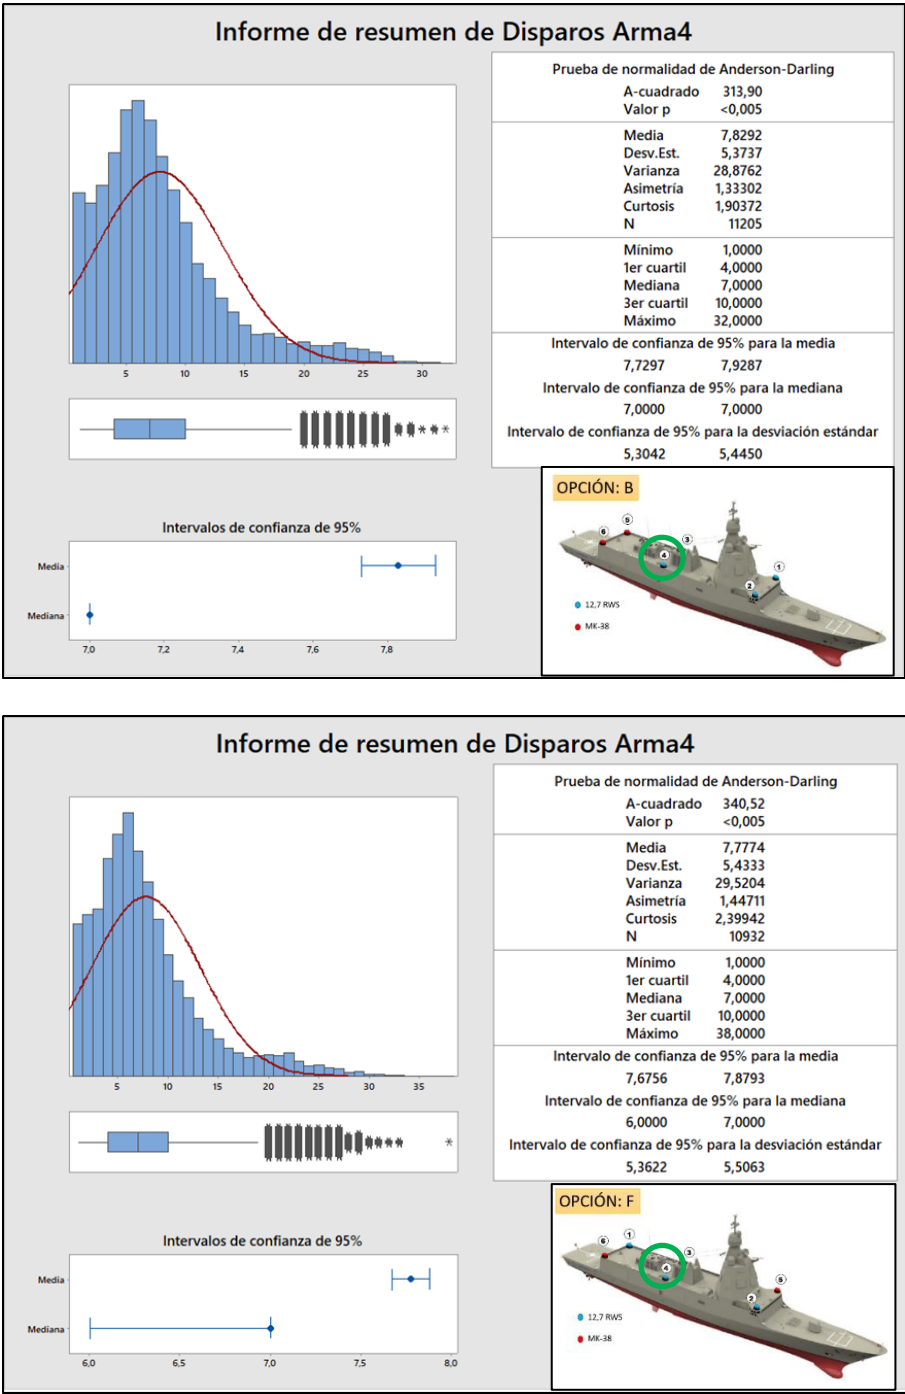 Informe de resumen de Disparos Arma4
Prueba de normalidad de Anderson-Darling
A-cuadrado 313,90
Valor p <0,005
Media 7,8292
Desv.Est. 5,3737
Varianza 28,8762
Asimetría 1,33302
Curtosis 1,90372
N 11205
Mínimo 1,0000
1er cuartil 4,0000
Mediana 7,0000
3er cuartil 10,0000
Máximo 32,0000
Intervalo de confianza de 95% para la media
7,7297 7,9287
Intervalo de confianza de 95% para la mediana
7,0000 7,0000
Intervalo de confianza de 95% para la desviación estándar
5,3042 5,4450
5 10 15 20 25 30
Intervalos de confianza de 95%
Media
Mediana
7,0 7,2 7,4 7,6 7,8
OPCIÓN: B
5
6
3
4
1
2
12,7 RWS
MK-38
Informe de resumen de Disparos Arma4
Prueba de normalidad de Anderson-Darling
A-cuadrado 340,52
Valor p <0,005
Media 7,7774
Desv.Est. 5,4333
Varianza 29,5204
Asimetría 1,44711
Curtosis 2,39942
N 10932
Mínimo 1,0000
1er cuartil 4,0000
Mediana 7,0000
3er cuartil 10,0000
Máximo 38,0000
Intervalo de confianza de 95% para la media
7,6756 7,8793
Intervalo de confianza de 95% para la mediana
6,0000 7,0000
Intervalo de confianza de 95% para la desviación estándar
5,3622 5,5063
5 10 15 20 25 30 35
Intervalos de confianza de 95%
Media
Mediana
6,0 6,5 7,0 7,5 8,0
OPCIÓN: F
1
6
3
4
5
2
12,7 RWS
MK-38